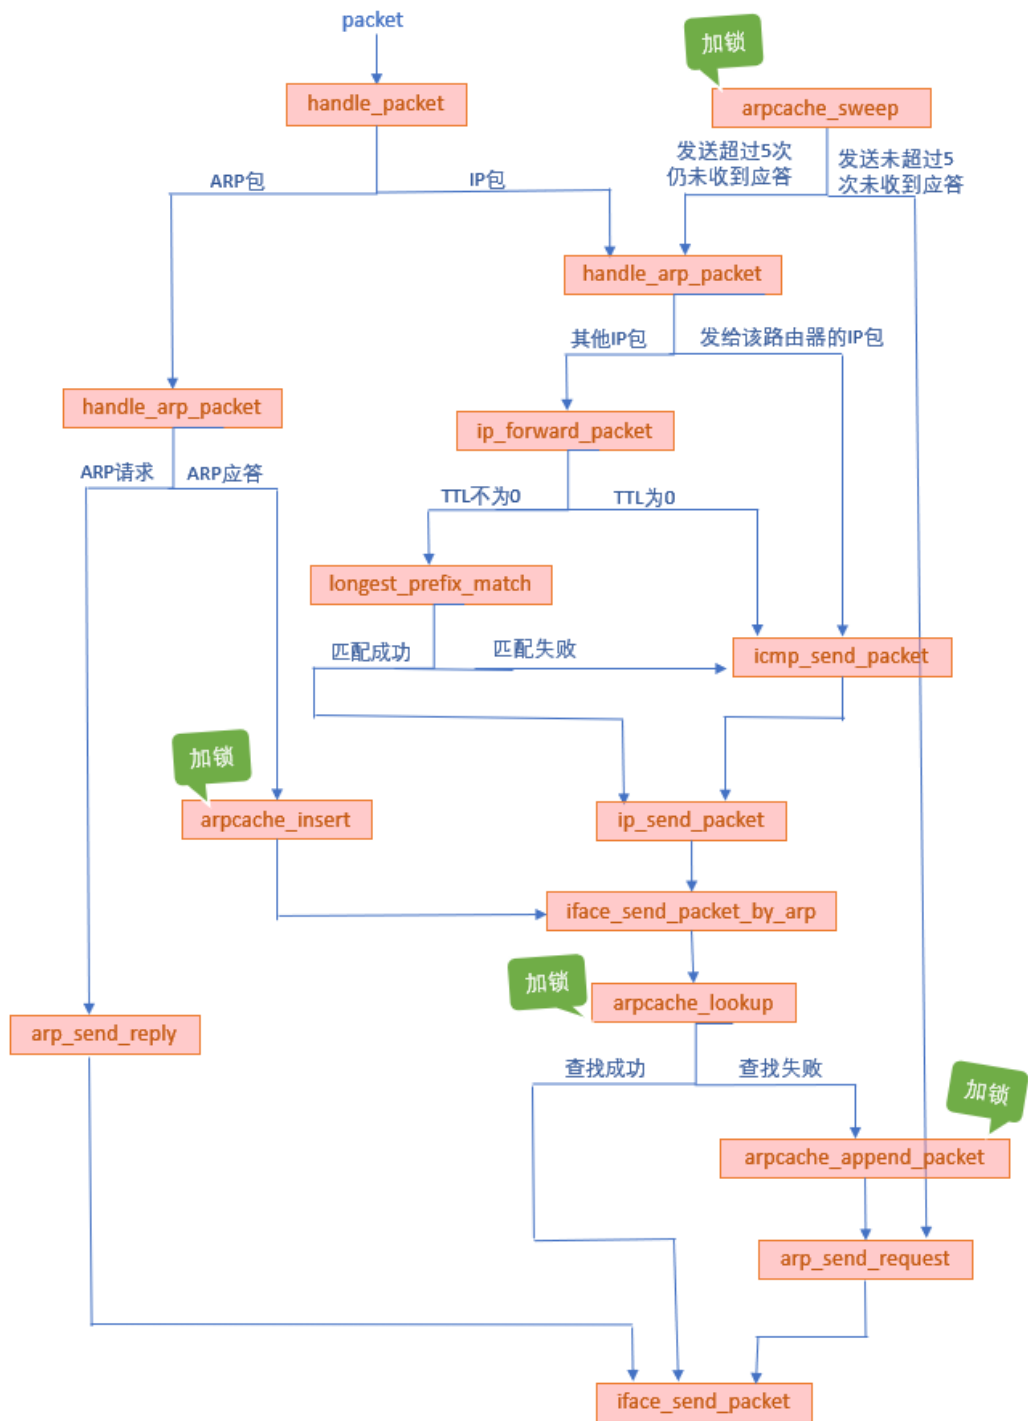 packet
加锁
handle_packet
arpcache_sweep
发送超过5次
仍未收到应答
发送未超过5
次未收到应答
ARP包
IP包
handle_arp_packet
其他IP包
发给该路由器的IP包
handle_arp_packet
ip_forward_packet
ARP请求
ARP应答
TTL不为0
TTL为0
longest_prefix_match
匹配成功
匹配失败
icmp_send_packet
加锁
arpcache_insert
ip_send_packet
iface_send_packet_by_arp
加锁
arpcache_lookup
arp_send_reply
查找成功
查找失败
加锁
arpcache_append_packet
arp_send_request
iface_send_packet